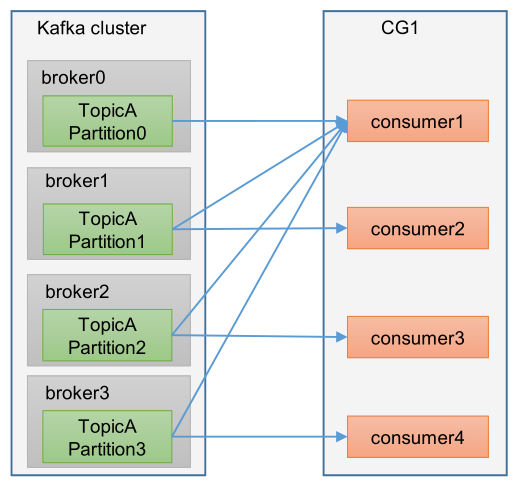 Kafka cluster
broker0
TopicA
Partition0
broker1
TopicA
Partition1
broker2
TopicA
Partition2
broker3
TopicA
Partition3
CG1
consumer1
consumer2
consumer3
consumer4